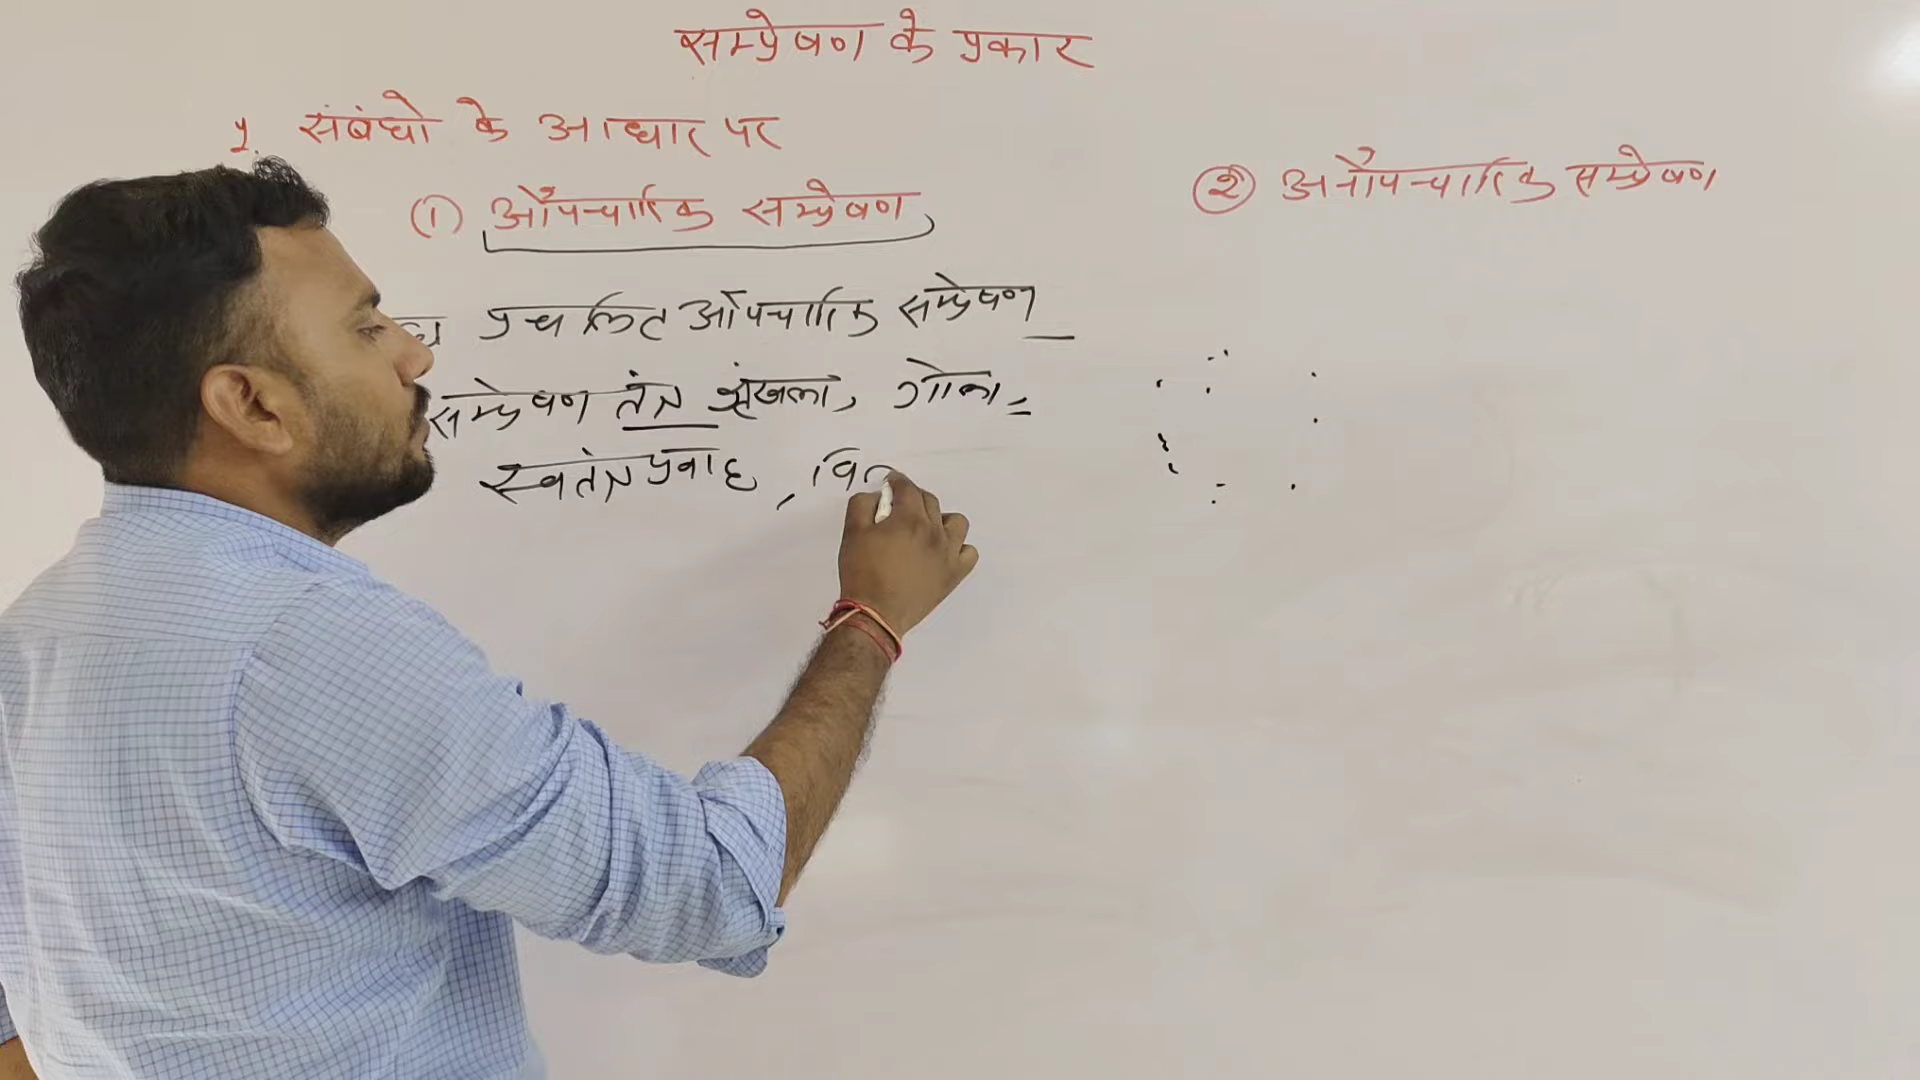 सम्प्रेषण के प्रकार
1. संबंधो के आधार पर
(1) औपचारिक सम्प्रेषण
(2) अनौपचारिक सम्प्रेषण
प्रचलित औपचारिक सम्प्रेषण
सम्प्रेषण तंत्र श्रृंखला, गोला,
स्वतंत्र प्रवाह,